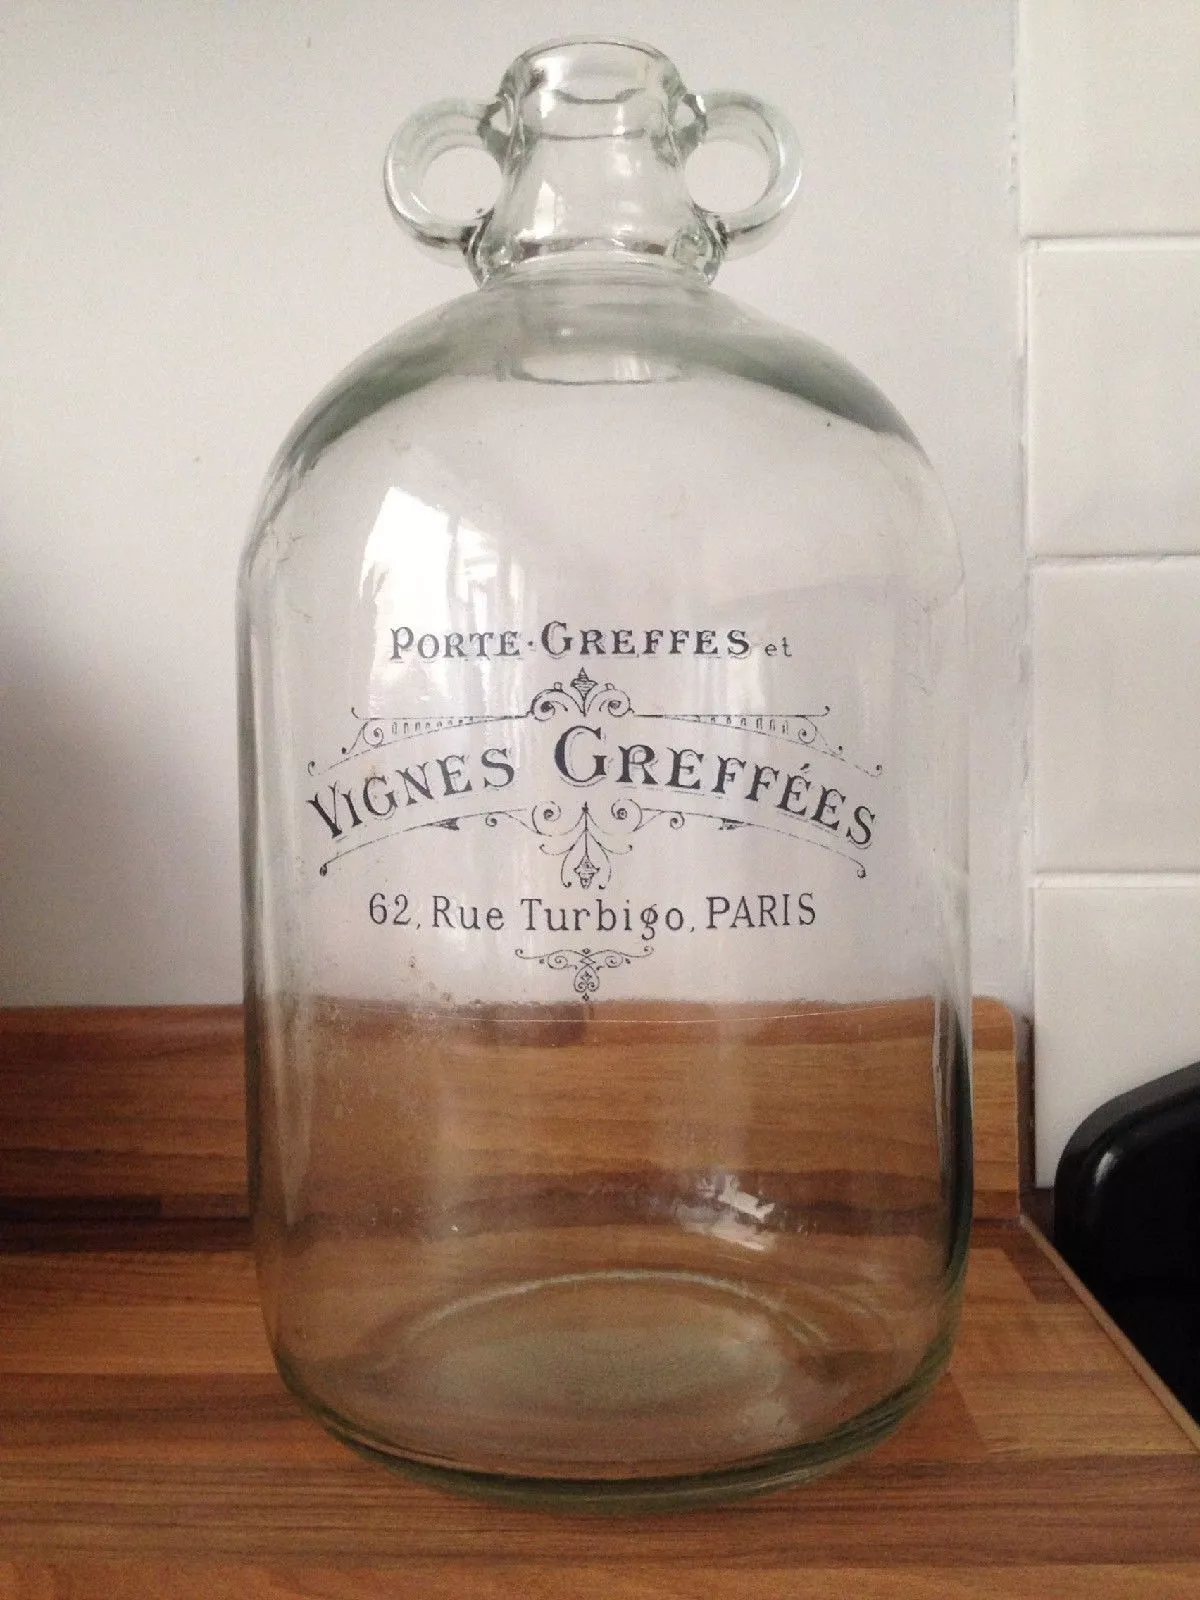 PORTE-GREFFES et
VIGNES GREFFÉES
62, Rue Turbigo, PARIS